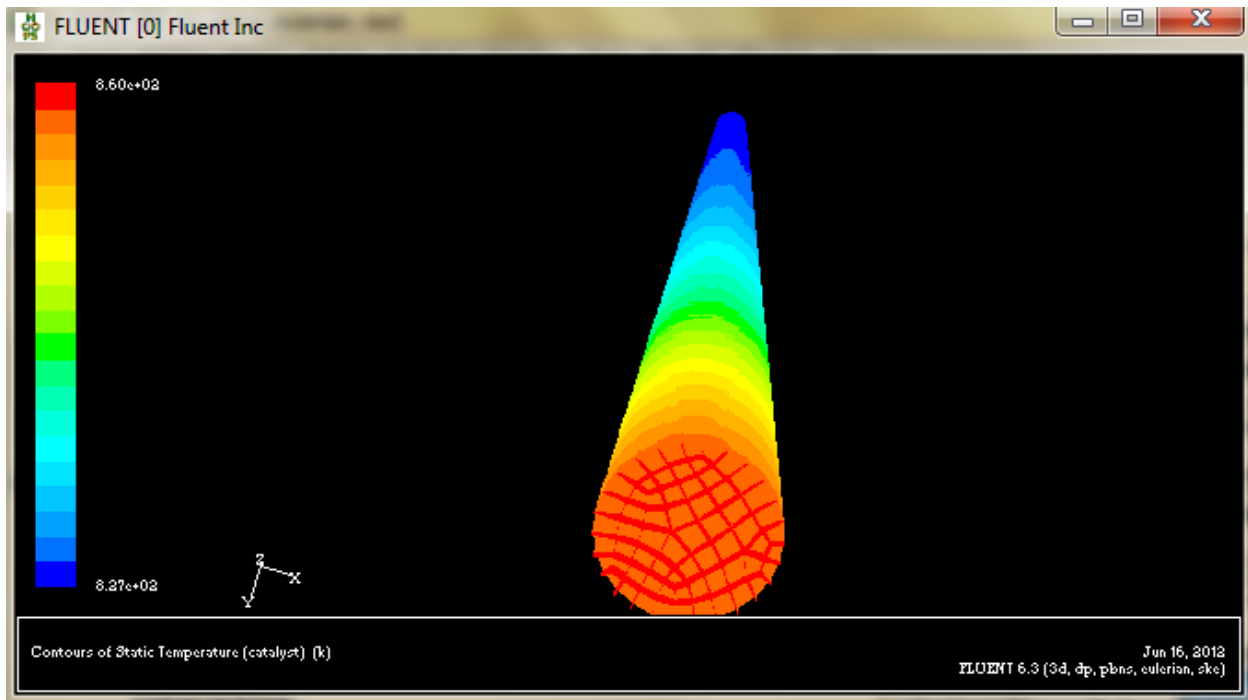 FLUENT [0] Fluent Inc
8.60e+02
8.27e+02
Z
X
Y
Contours of Static Temperature (catalyst) (k)
Jun 16, 2012
FLUENT 6.3 (3d, dp, pbns, eulerian, ske)